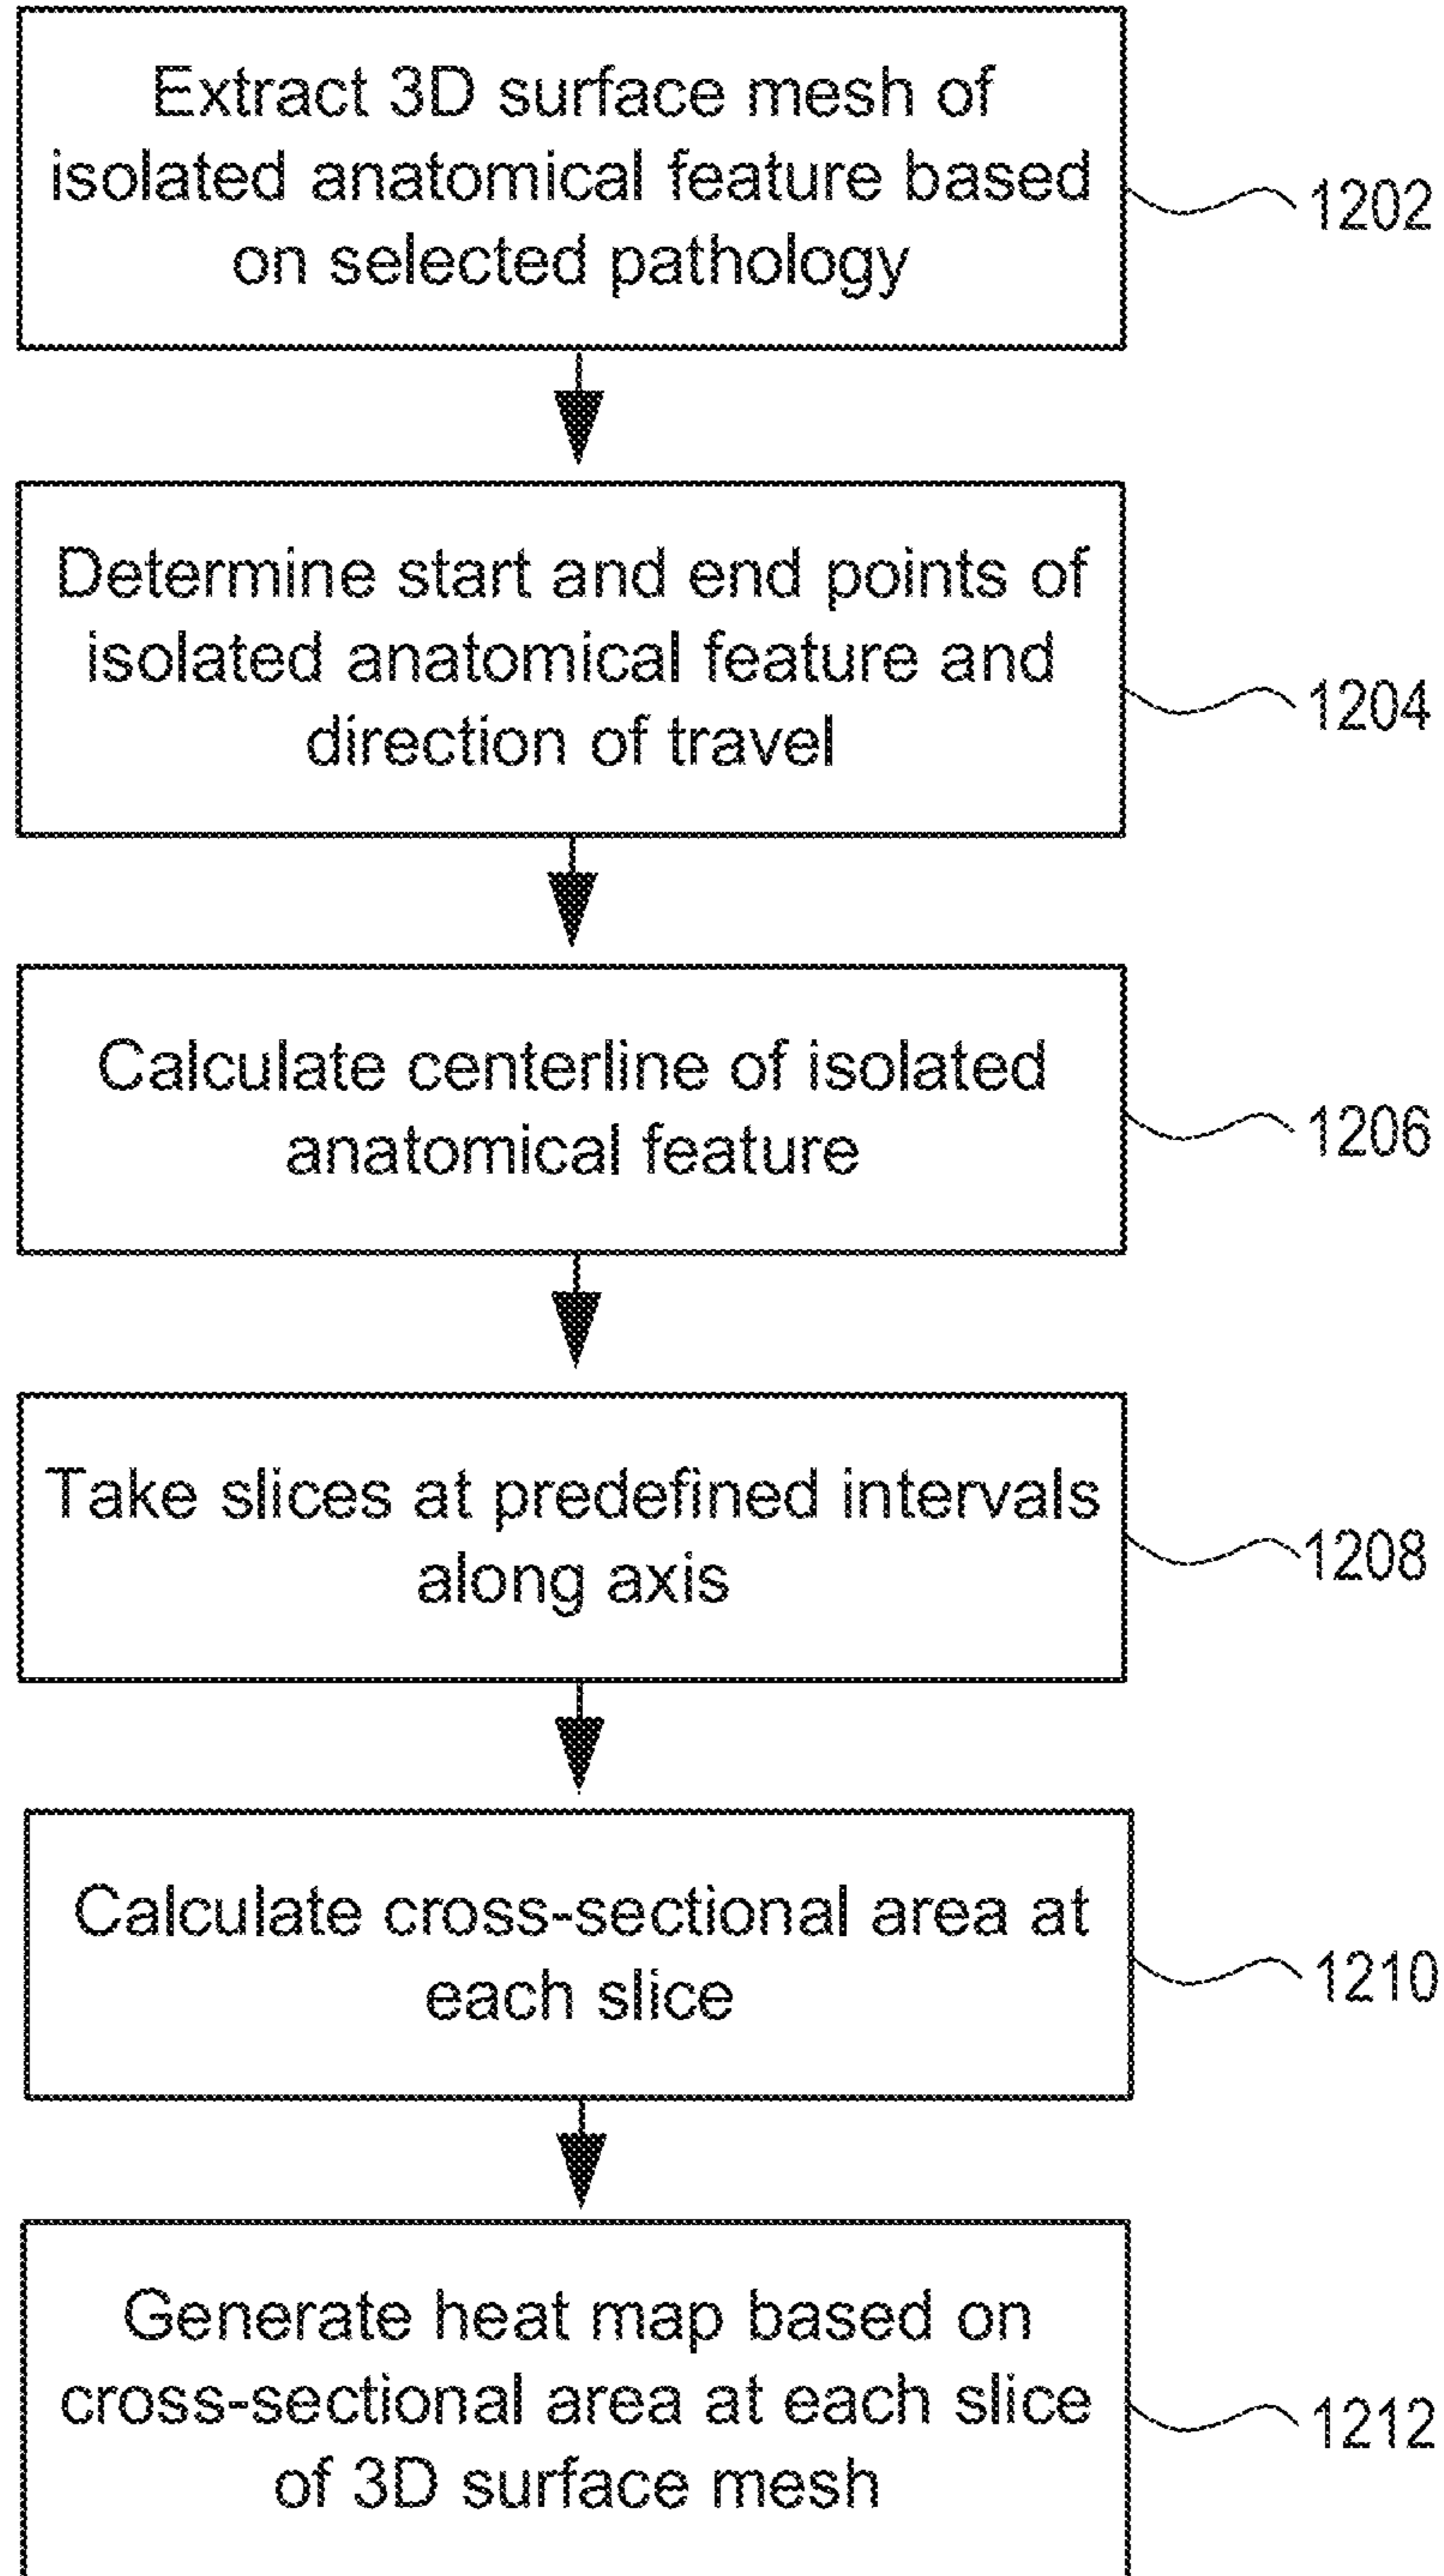 Extract 3D surface mesh of
isolated anatomical feature based
on selected pathology
1202
Determine start and end points of
isolated anatomical feature and
direction of travel
1204
Calculate centerline of isolated
anatomical feature
1206
Take slices at predefined intervals
along axis
1208
Calculate cross-sectional area at
each slice
1210
Generate heat map based on
cross-sectional area at each slice
of 3D surface mesh
1212